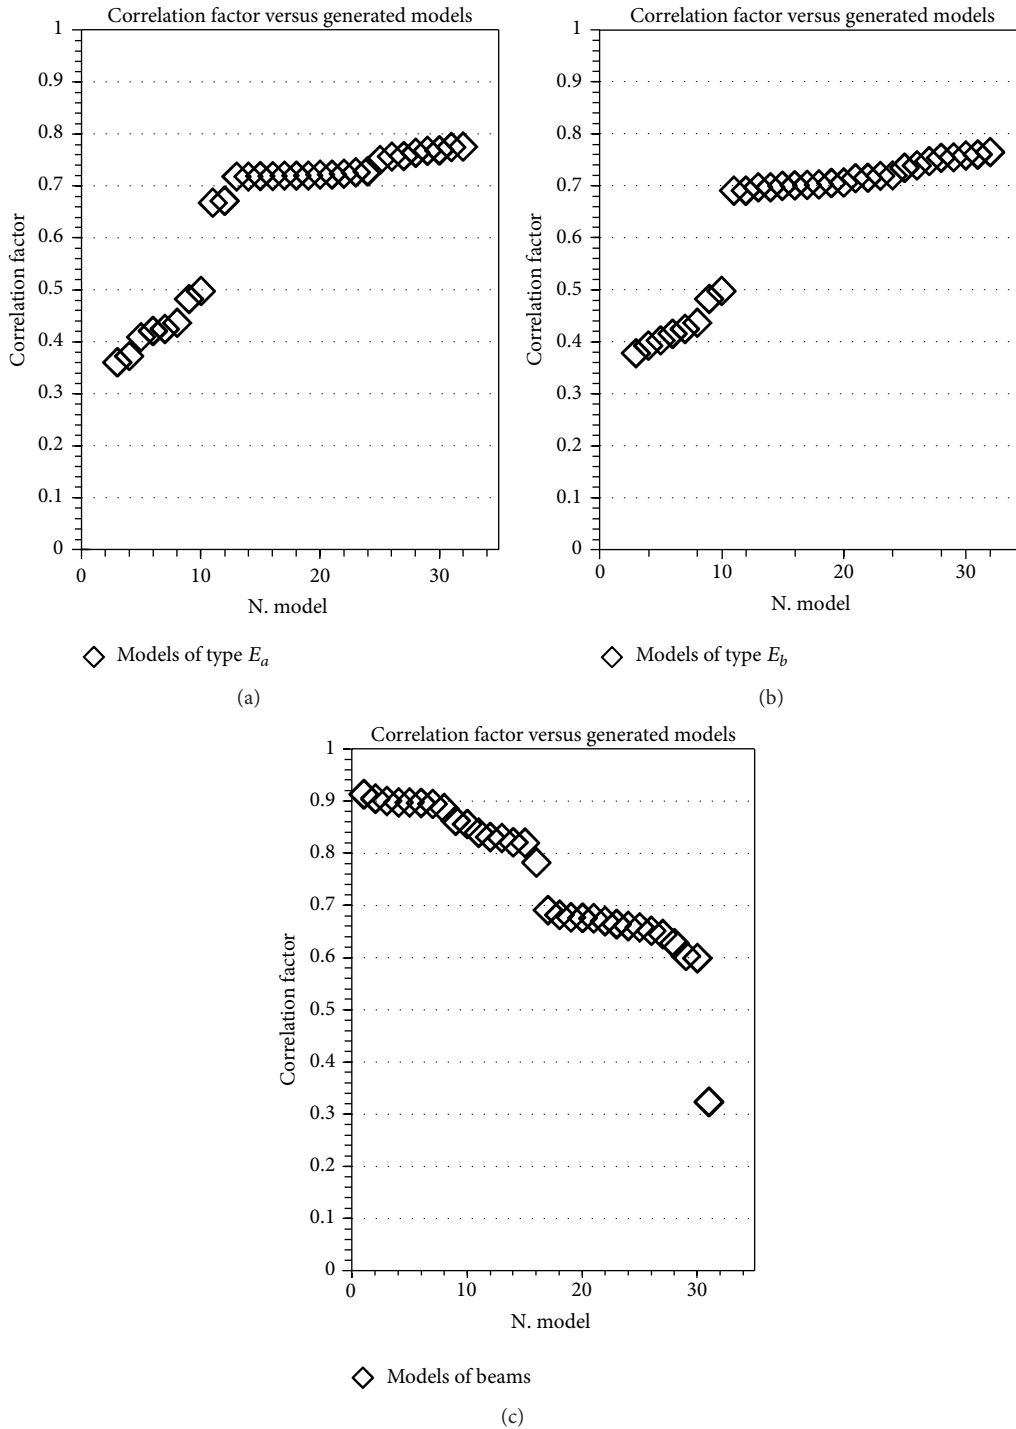 Correlation factor versus generated models
1
0.9
0.8
0.7
0.6
0.5
0.4
0.3
0.2
0.1
0
Correlation factor
0 10 20 30
N. model
Models of type Ea
(a)
Correlation factor versus generated models
1
0.9
0.8
0.7
0.6
0.5
0.4
0.3
0.2
0.1
0
Correlation factor
0 10 20 30
N. model
Models of type Eb
(b)
Correlation factor versus generated models
1
0.9
0.8
0.7
0.6
0.5
0.4
0.3
0.2
0.1
0
Correlation factor
0 10 20 30
N. model
Models of beams
(c)